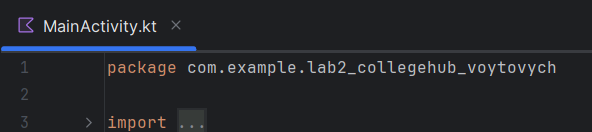 MainActivity.kt
1 package com.example.lab2_collegehub_voytovych
2
3 import ...